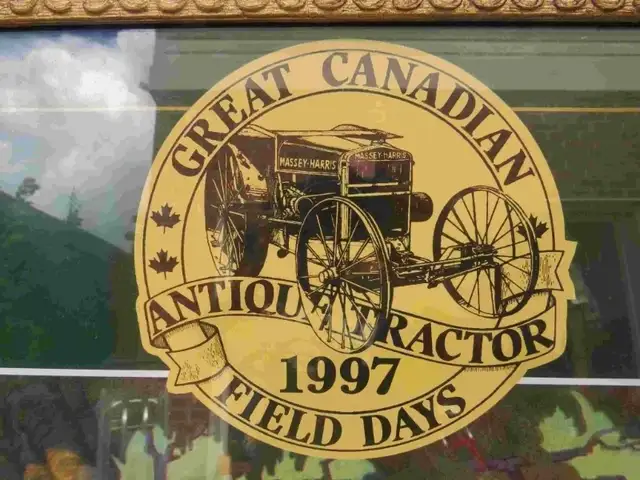 GREAT CANADIAN
MASSEY-HARRIS
MASSEY-HARRIS
ANTIQUE TRACTOR
1997
FIELD DAYS